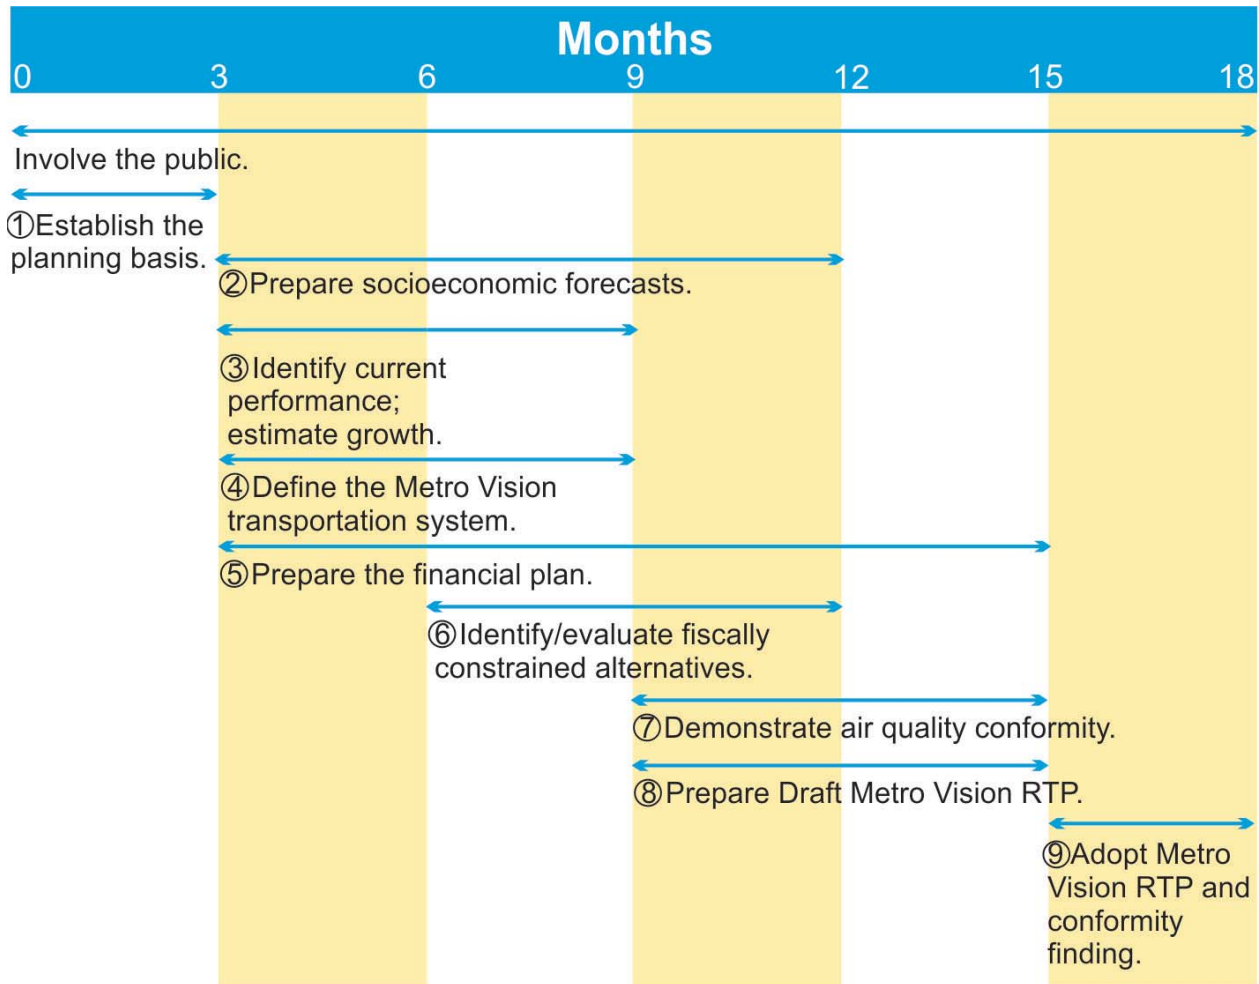 Months
0 3 6 9 12 15 18
Involve the public.
①Establish the
planning basis.
②Prepare socioeconomic forecasts.
③Identify current
performance;
estimate growth.
④Define the Metro Vision
transportation system.
⑤Prepare the financial plan.
⑥Identify/evaluate fiscally
constrained alternatives.
⑦Demonstrate air quality conformity.
⑧Prepare Draft Metro Vision RTP.
⑨Adopt Metro
Vision RTP and
conformity
finding.